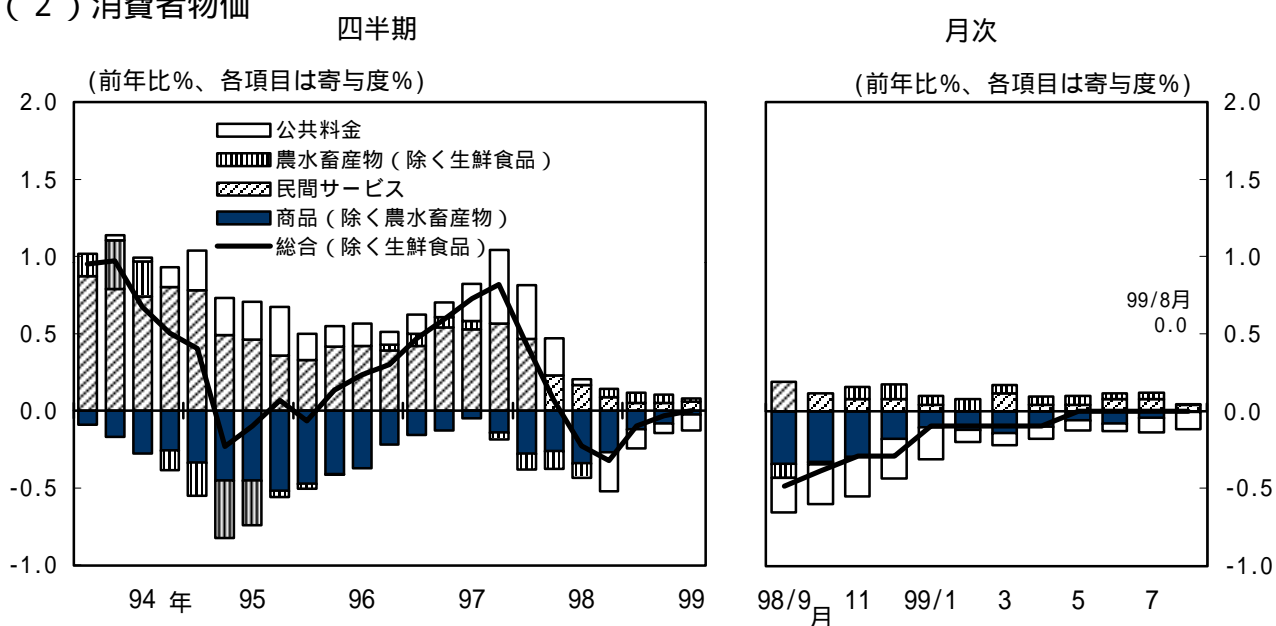 （２）消費者物価
四半期
(前年比%、各項目は寄与度%)
2.0
1.5
1.0
0.5
0.0
-0.5
-1.0
公共料金
農水畜産物（除く生鮮食品）
民間サービス
商品（除く農水畜産物）
総合（除く生鮮食品）
94 年 95 96 97 98 99
月次
(前年比%、各項目は寄与度%)
2.0
1.5
1.0
0.5
0.0
-0.5
-1.0
99/8月
0.0
98/9月 11 99/1 3 5 7